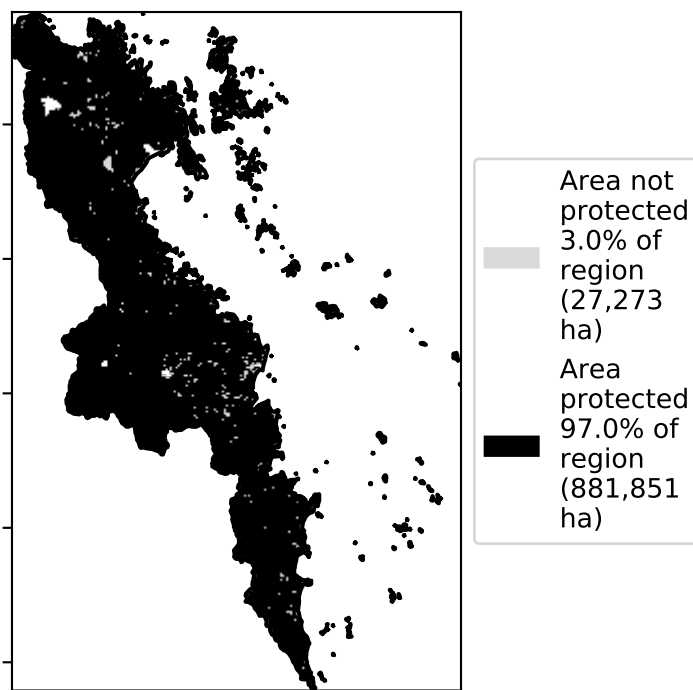 Area not
protected
3.0% of
region
(27,273
ha)
Area
protected
97.0% of
region
(881,851
ha)